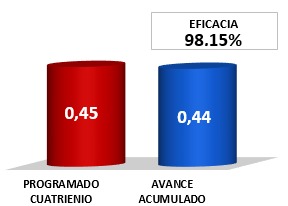 EFICACIA
98.15%
0,45
0,44
PROGRAMADO CUATRIENIO
AVANCE ACUMULADO